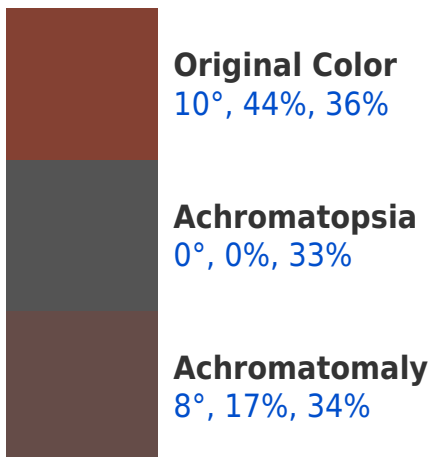 Original Color
10°, 44%, 36%
Achromatopsia
0°, 0%, 33%
Achromatomaly
8°, 17%, 34%